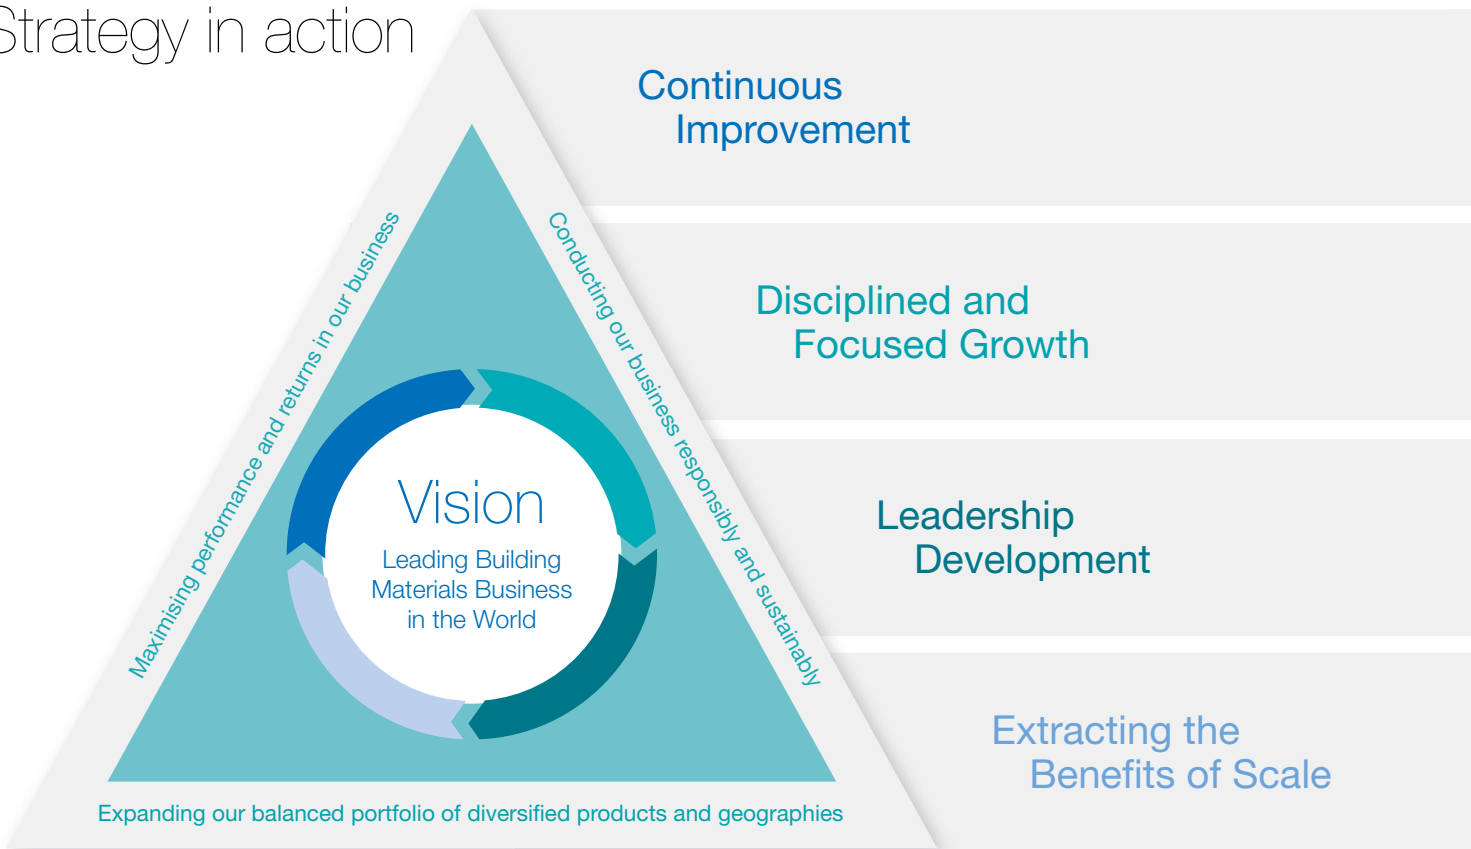 Strategy in action
Continuous
Improvement
Disciplined and
Focused Growth
Leadership
Development
Extracting the
Benefits of Scale
Maximising performance and returns in our business
Conducting our business responsibly and sustainably
Vision
Leading Building
Materials Business
in the World
Expanding our balanced portfolio of diversified products and geographies